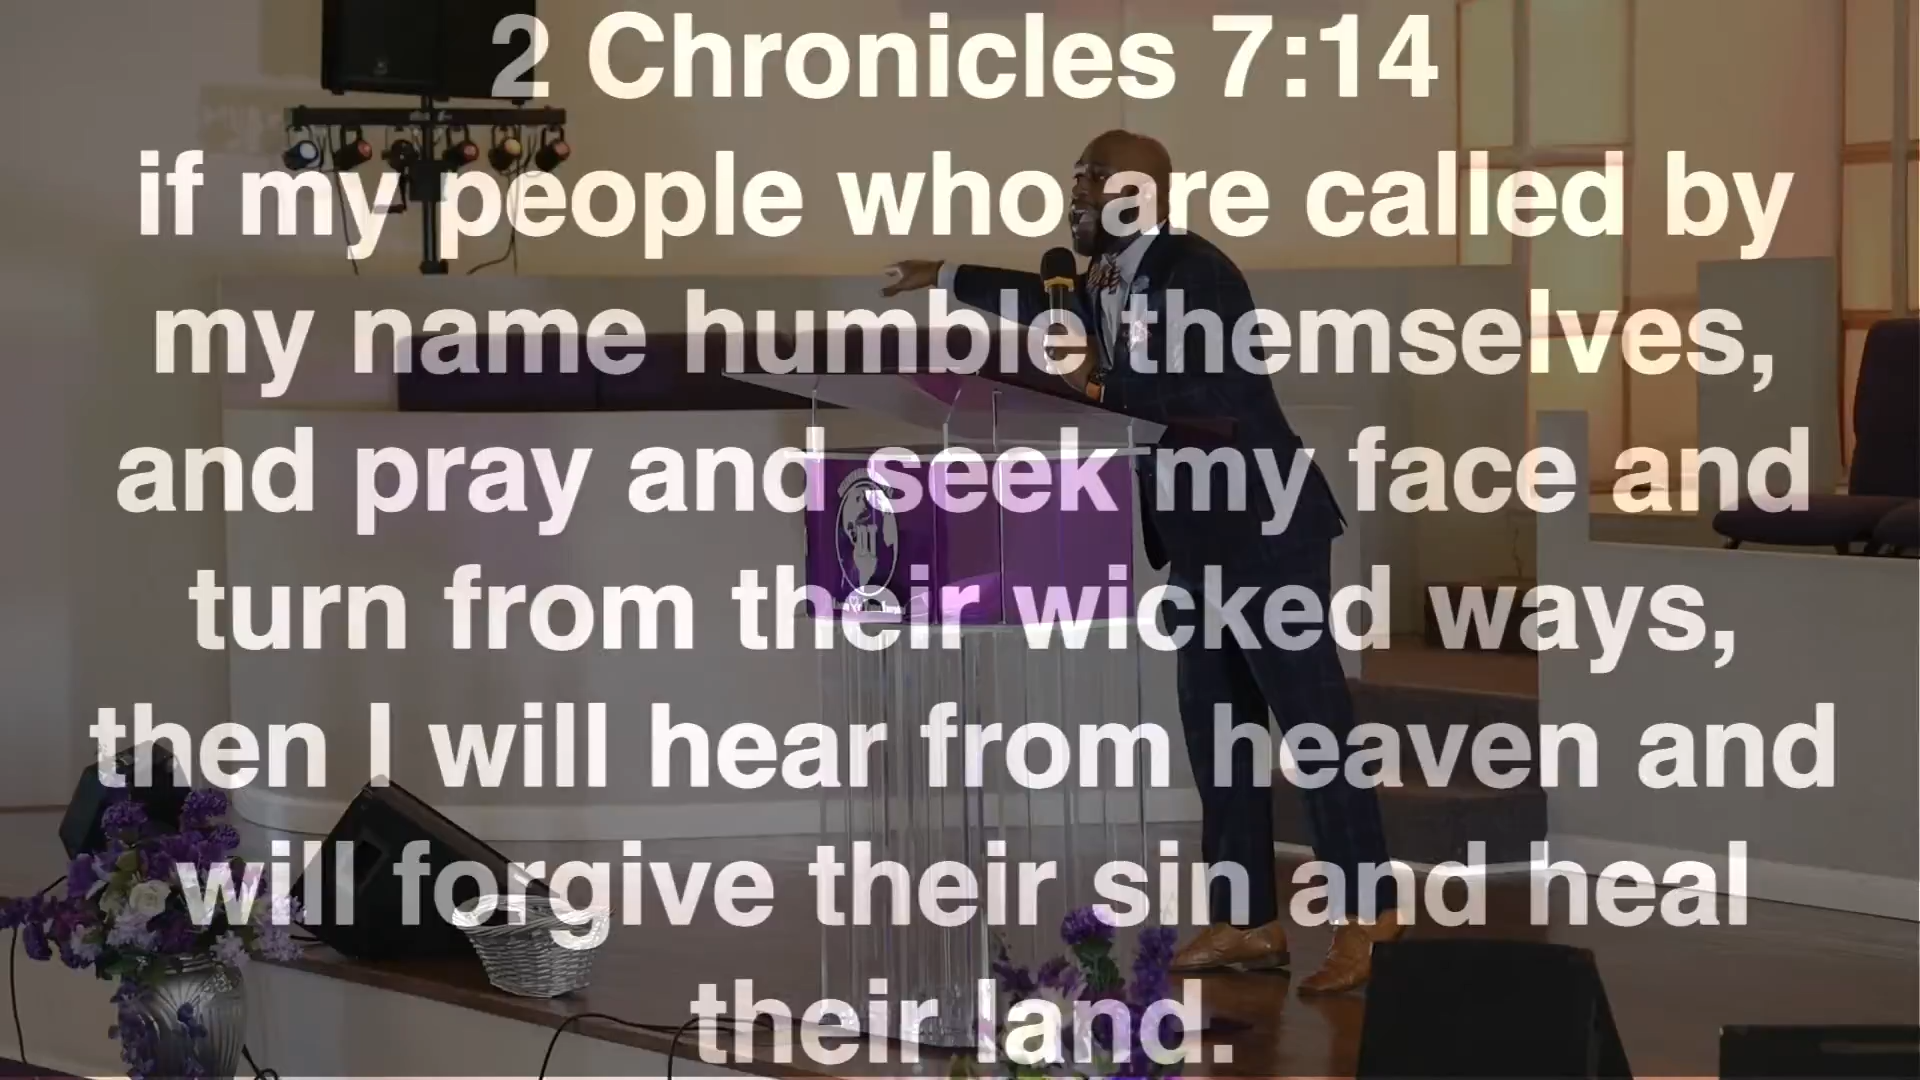 2 Chronicles 7:14
if my people who are called by
my name humble themselves,
and pray and seek my face and
turn from their wicked ways,
then I will hear from heaven and
will forgive their sin and heal
their land.